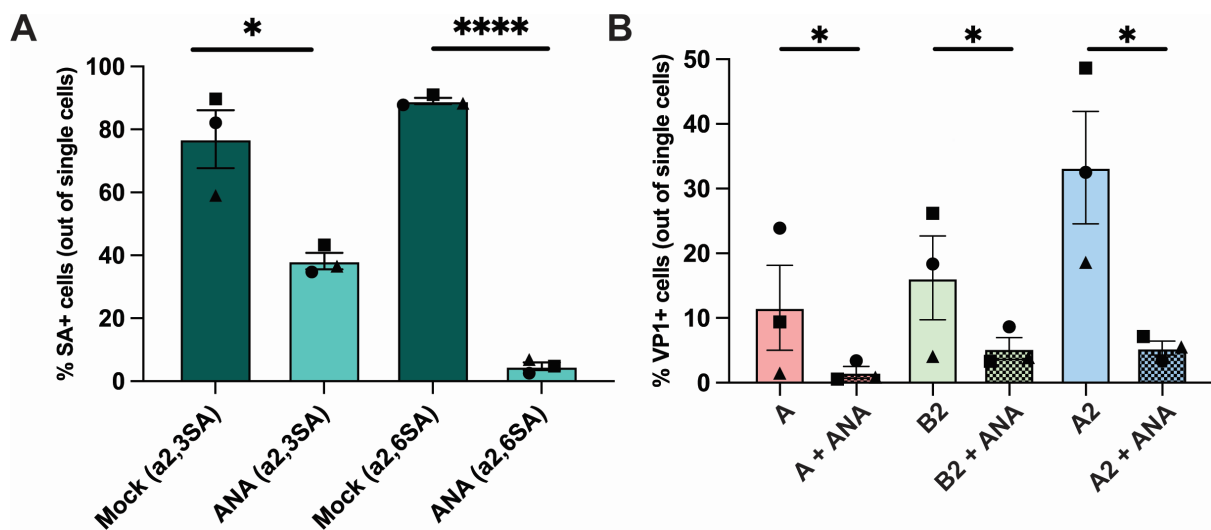 A
% SA+ cells (out of single cells)
100
80
60
40
20
0
* ****
Mock (a2,3SA)
ANA (a2,3SA)
Mock (a2,6SA)
ANA (a2,6SA)
B
% VP1+ cells (out of single cells)
50
40
30
20
10
0
* * *
A
A + ANA
B2
B2 + ANA
A2
A2 + ANA